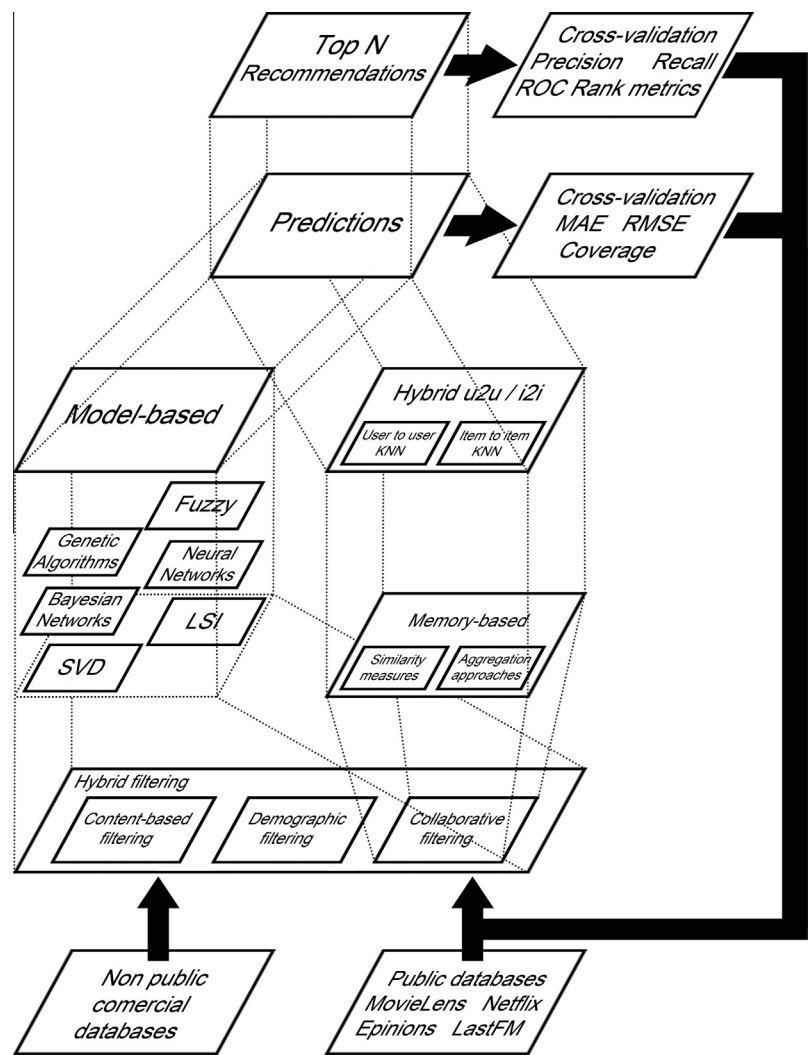 Top N
Recommendations
Cross-validation
Precision Recall
ROC Rank metrics
Predictions
Cross-validation
MAE RMSE
Coverage
Model-based
Hybrid u2u / i2i
User to user
KNN
Item to item
KNN
Fuzzy
Genetic
Algorithms
Neural
Networks
Bayesian
Networks
LSI
SVD
Memory-based
Similarity
measures
Aggregation
approaches
Hybrid filtering
Content-based
filtering
Demographic
filtering
Collaborative
filtering
Non public
comercial
databases
Public databases
MovieLens Netflix
Epinions LastFM